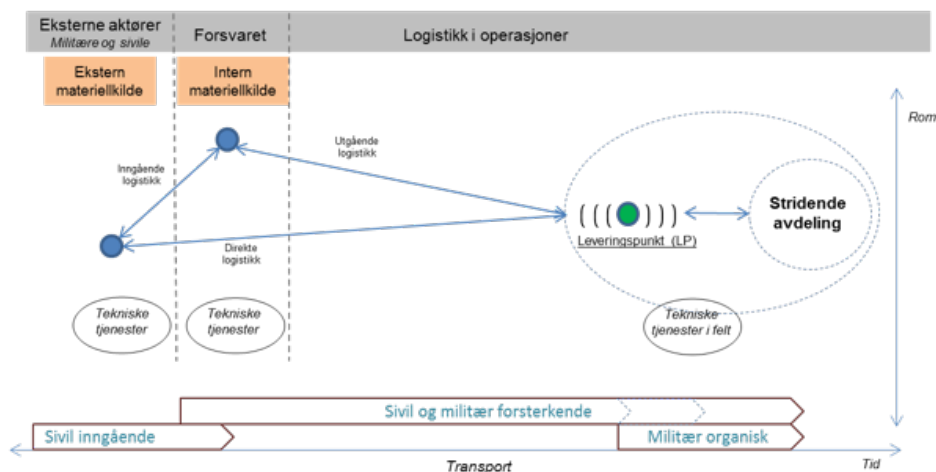 Eksterne aktører
Militære og sivile
Forsvaret
Logistikk i operasjoner
Ekstern
materiellkilde
Intern
materiellkilde
Rom
Utgående
logistikk
Inngående
logistikk
Stridende
avdeling
( ( ( ( ) ) )
Leveringspunkt (LP)
Direkte
logistikk
Tekniske
tjenester
Tekniske
tjenester
Tekniske
tjenester i felt
Sivil og militær forsterkende
Sivil inngående
Militær organisk
Transport
Tid